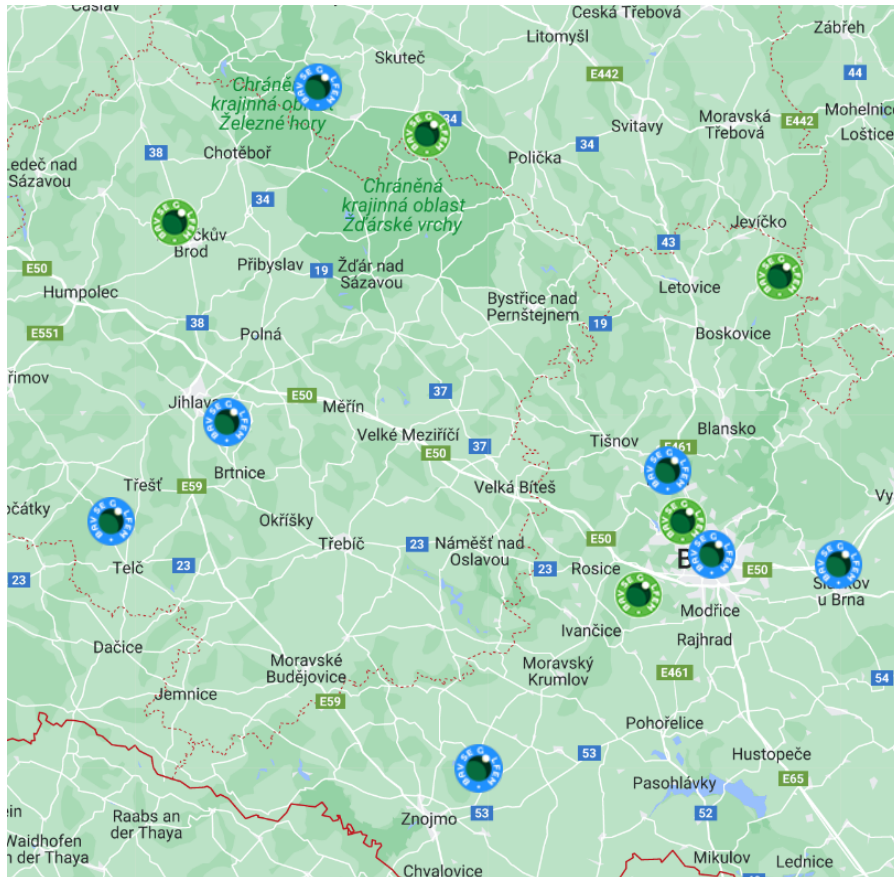 Čáslav
Česká Třebová
Litomyšl
Zábřeh
Skuteč
E442
44
Chráněn
krajinná obl
Železné hory
34
Svitavy
Moravská
Třebová
E442
Mohelnice
Loštice
38
Chotěboř
Ledeč nad
Sázavou
Polička
34
Chráněná
krajinná oblast
Žďárské vrchy
34
Jevíčko
Brod
43
E50
Přibyslav
19
Žďár nad
Sázavou
Humpolec
Letovice
Bystřice nad
Pernštejnem
E551
38
Polná
19
Boskovice
Jihlava
E50
Měřín
37
Velké Meziříčí
37
Tišnov
E461
Blansko
E50
Třešť
E59
Brtnice
Velká Bíteš
Okříšky
Třebíč
23
Náměšť nad
Oslavou
E50
23
Rosice
E50
Telč
23
23
u Brna
Modřice
Ivančice
Rajhrad
Dačice
Moravské
Budějovice
Moravský
Krumlov
E461
54
Jemnice
E59
Pohořelice
53
Hustopeče
Pasohlávky
E65
Raabs an
der Thaya
Znojmo
53
52
Waidhofen
der Thaya
Chvalovice
Mikulov
Lednice